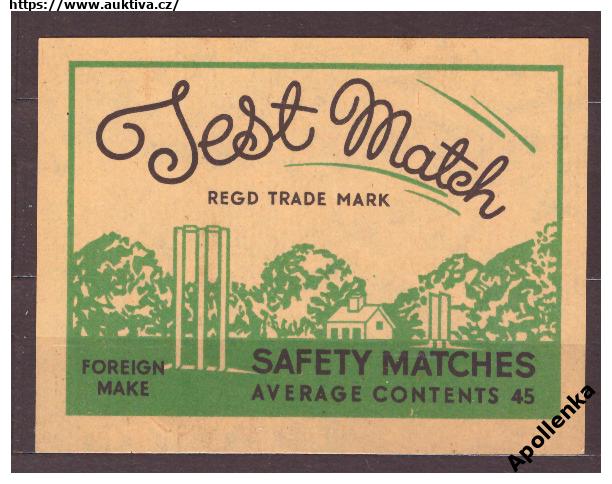 https://www.auktiva.cz/
Test Match
REGD TRADE MARK
FOREIGN
MAKE
SAFETY MATCHES
AVERAGE CONTENTS 45
Apollenka